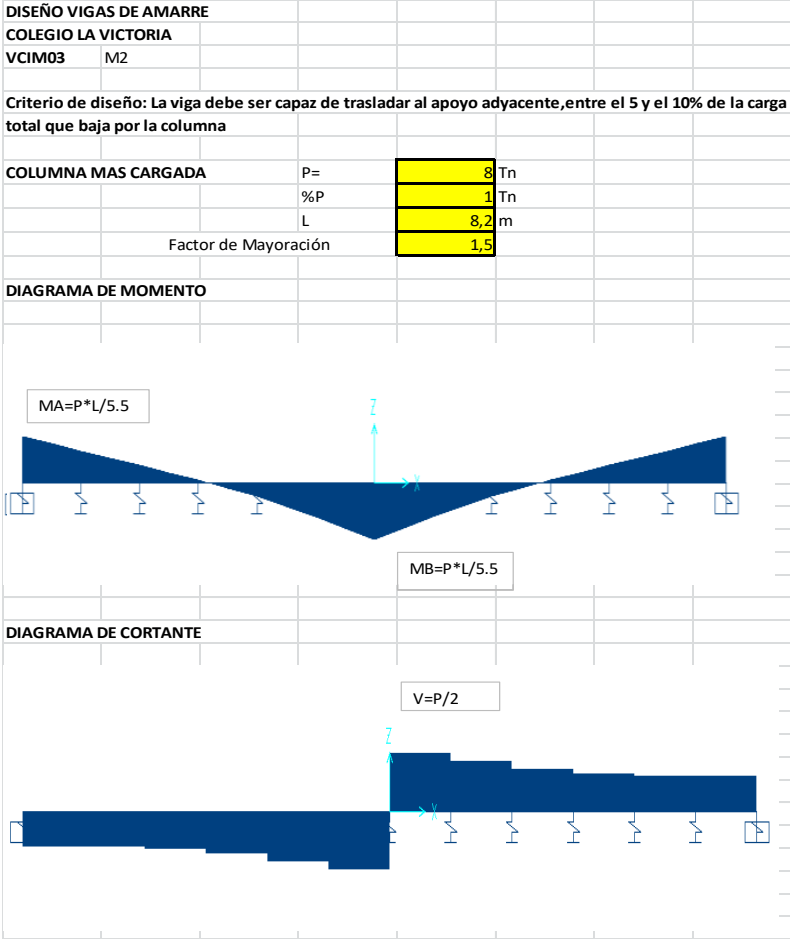 DISEÑO VIGAS DE AMARRE
COLEGIO LA VICTORIA
VCIM03 M2
Criterio de diseño: La viga debe ser capaz de trasladar al apoyo adyacente,entre el 5 y el 10% de la carga
total que baja por la columna
COLUMNA MAS CARGADA P= 8 Tn
%P 1 Tn
L 8,2 m
Factor de Mayoración 1,5
DIAGRAMA DE MOMENTO
MA=P*L/5.5
Z
X
MB=P*L/5.5
DIAGRAMA DE CORTANTE
V=P/2
Z
X